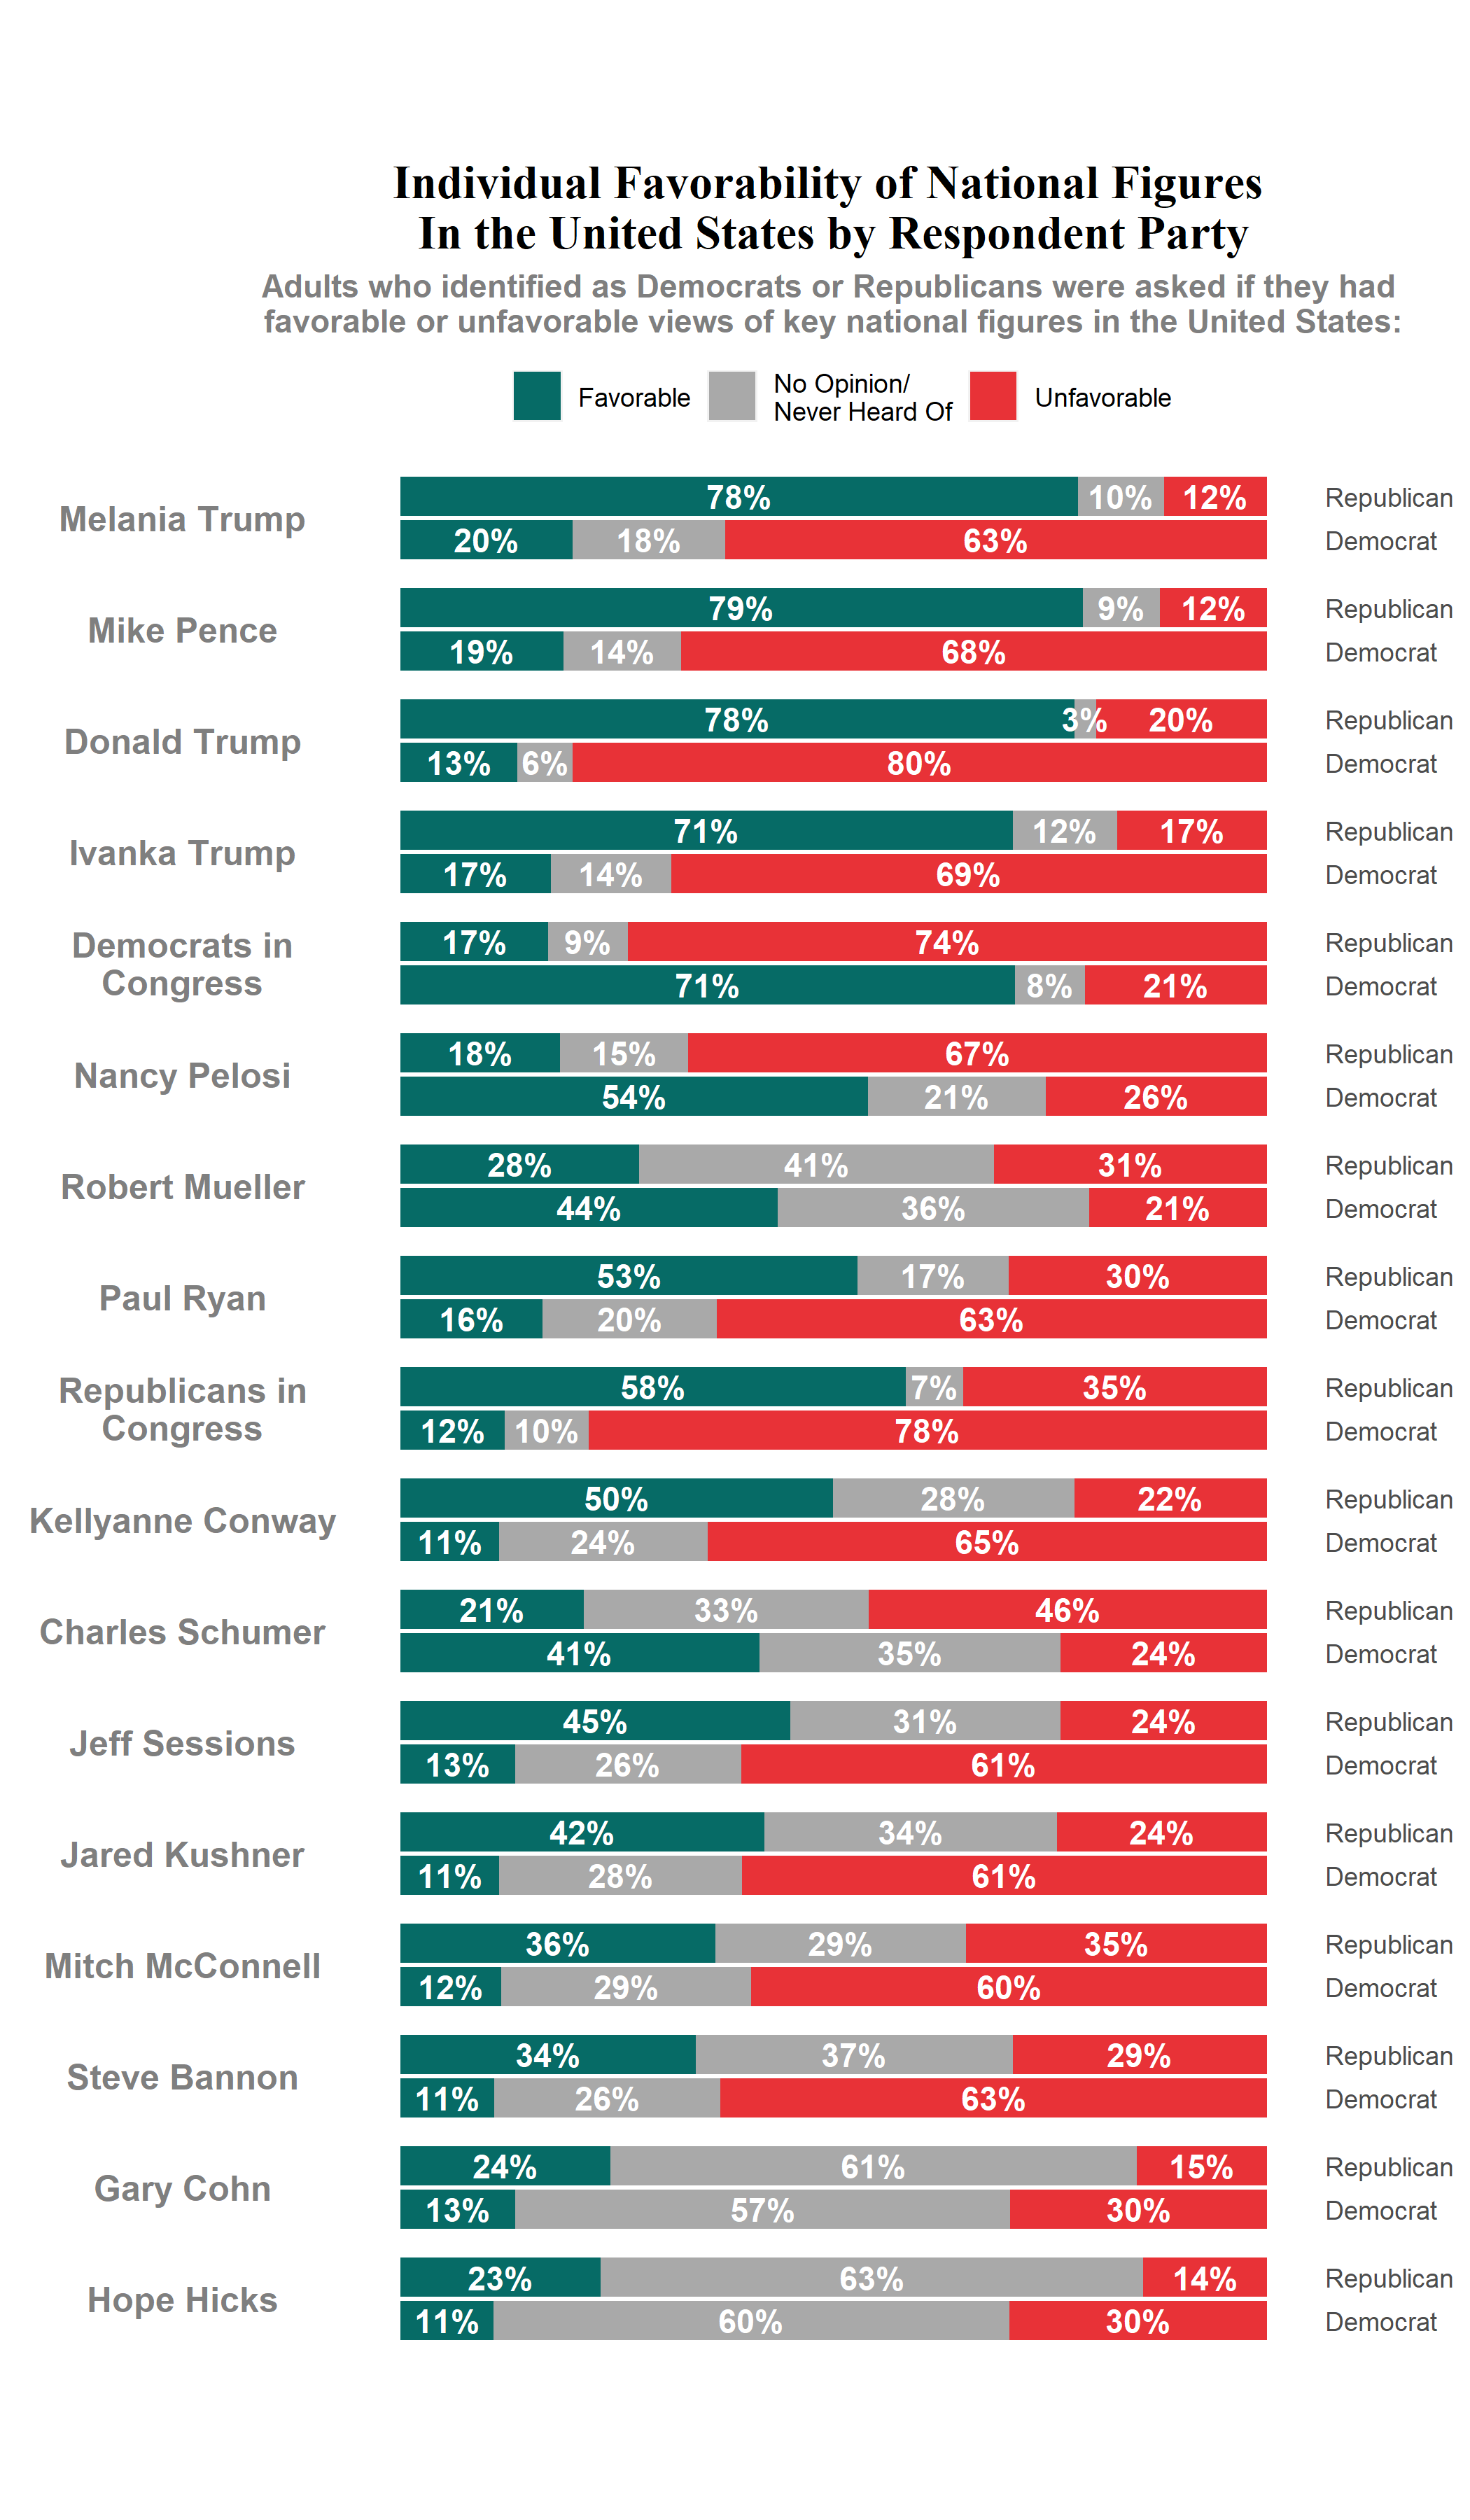 Individual Favorability of National Figures
In the United States by Respondent Party
Adults who identified as Democrats or Republicans were asked if they had
favorable or unfavorable views of key national figures in the United States:
Favorable
No Opinion/
Never Heard Of
Unfavorable
Melania Trump
78% 10% 12% Republican
20% 18% 63% Democrat
Mike Pence
79% 9% 12% Republican
19% 14% 68% Democrat
Donald Trump
78% 3% 20% Republican
13% 6% 80% Democrat
Ivanka Trump
71% 12% 17% Republican
17% 14% 69% Democrat
Democrats in
Congress
17% 9% 74% Republican
71% 8% 21% Democrat
Nancy Pelosi
18% 15% 67% Republican
54% 21% 26% Democrat
Robert Mueller
28% 41% 31% Republican
44% 36% 21% Democrat
Paul Ryan
53% 17% 30% Republican
16% 20% 63% Democrat
Republicans in
Congress
58% 7% 35% Republican
12% 10% 78% Democrat
Kellyanne Conway
50% 28% 22% Republican
11% 24% 65% Democrat
Charles Schumer
21% 33% 46% Republican
41% 35% 24% Democrat
Jeff Sessions
45% 31% 24% Republican
13% 26% 61% Democrat
Jared Kushner
42% 34% 24% Republican
11% 28% 61% Democrat
Mitch McConnell
36% 29% 35% Republican
12% 29% 60% Democrat
Steve Bannon
34% 37% 29% Republican
11% 26% 63% Democrat
Gary Cohn
24% 61% 15% Republican
13% 57% 30% Democrat
Hope Hicks
23% 63% 14% Republican
11% 60% 30% Democrat